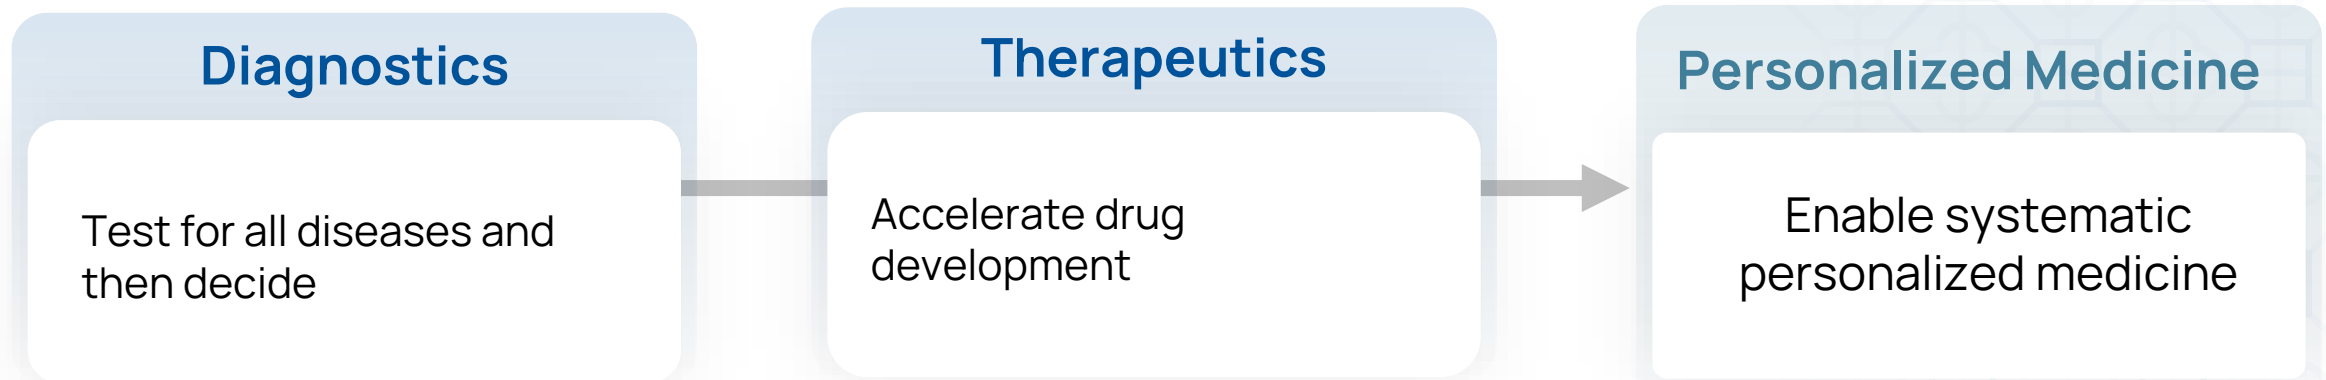 Diagnostics
Test for all diseases and
then decide
Therapeutics
Accelerate drug
development
Personalized Medicine
Enable systematic
personalized medicine